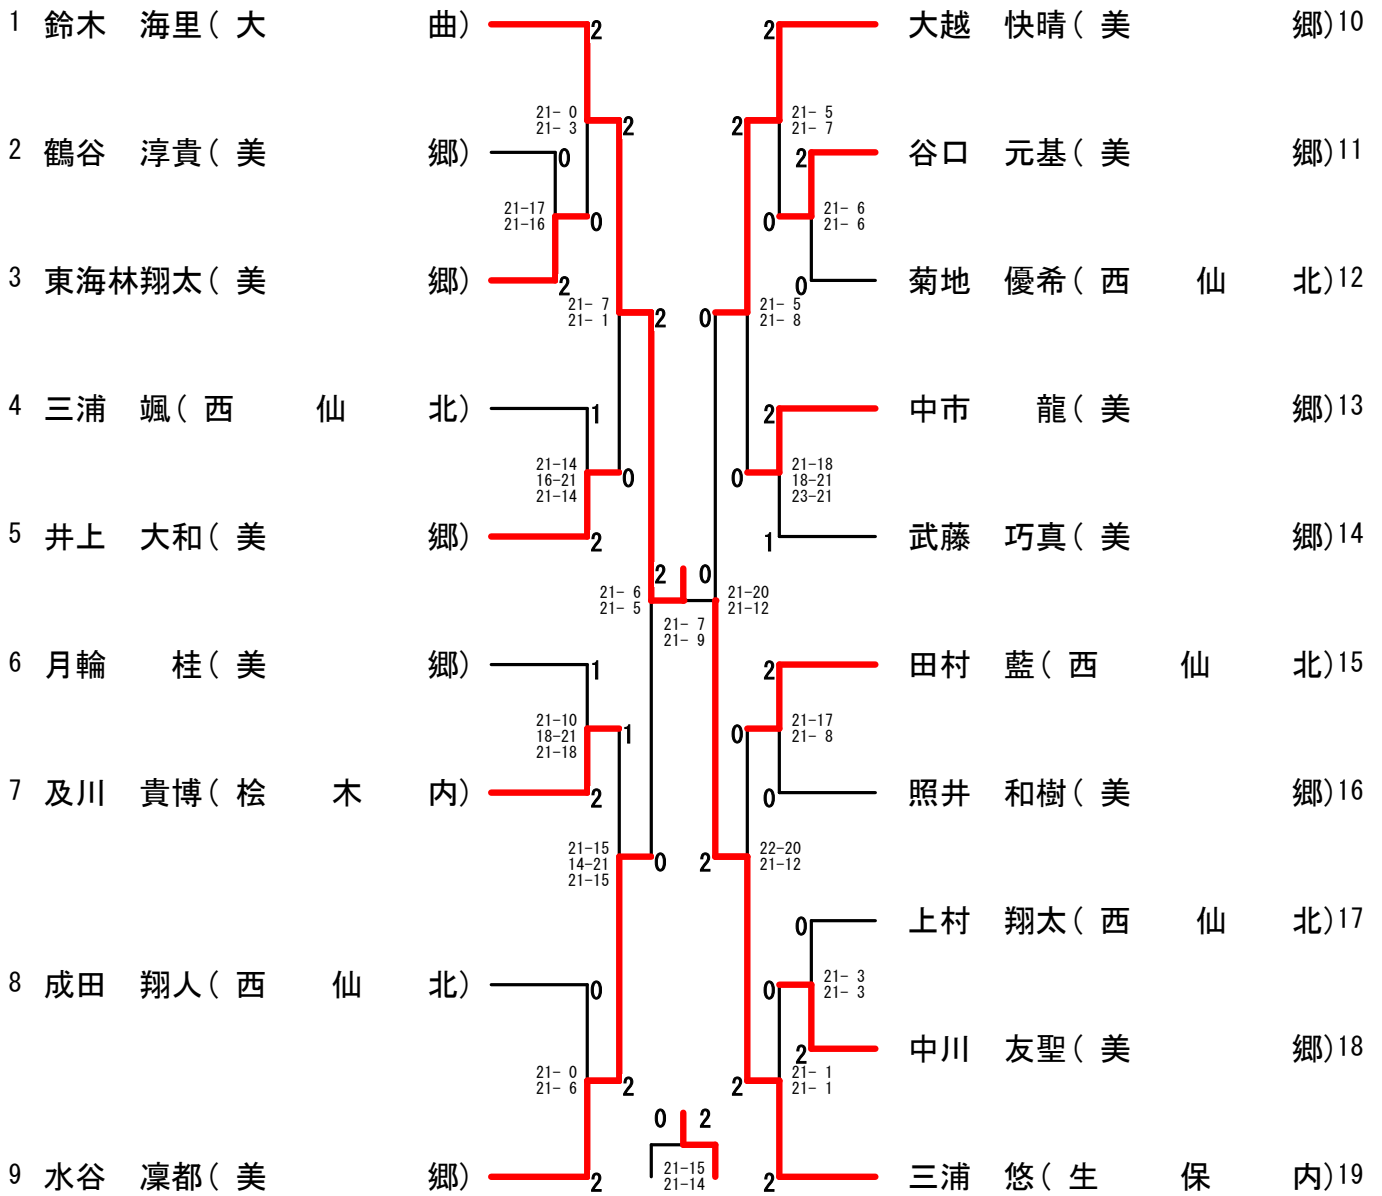 1 鈴木 海里(大 曲) 2 2 大越 快晴(美 郷)10
21- 0 21- 5
21- 3 2 2 21- 7
2 鶴谷 淳貴(美 郷) 0 2 谷口 元基(美 郷)11
21-17 21- 6
21-16 0 0 21- 6
3 東海林翔太(美 郷) 2 0 菊地 優希(西 仙 北)12
21- 7 2 0 21- 5
21- 1 21- 8
4 三浦 颯(西 仙 北) 1 2 中市 龍(美 郷)13
21-14 21-18
16-21 0 0 18-21
21-14 23-21
5 井上 大和(美 郷) 2 1 武藤 巧真(美 郷)14
2 0
21- 6 21-20
21- 5 21-12
21- 7
21- 9
6 月輪 桂(美 郷) 1 2 田村 藍(西 仙 北)15
21-10 21-17
18-21 1 0 21- 8
21-18
7 及川 貴博(桧 木 内) 2 0 照井 和樹(美 郷)16
21-15 22-20
14-21 0 2 21-12
21-15
0 上村 翔太(西 仙 北)17
8 成田 翔人(西 仙 北) 0 0 21- 3
21- 3
2 中川 友聖(美 郷)18
21- 0 21- 1
21- 6 2 2 21- 1
0 2
21-15
21-14
9 水谷 凜都(美 郷) 2 2 三浦 悠(生 保 内)19